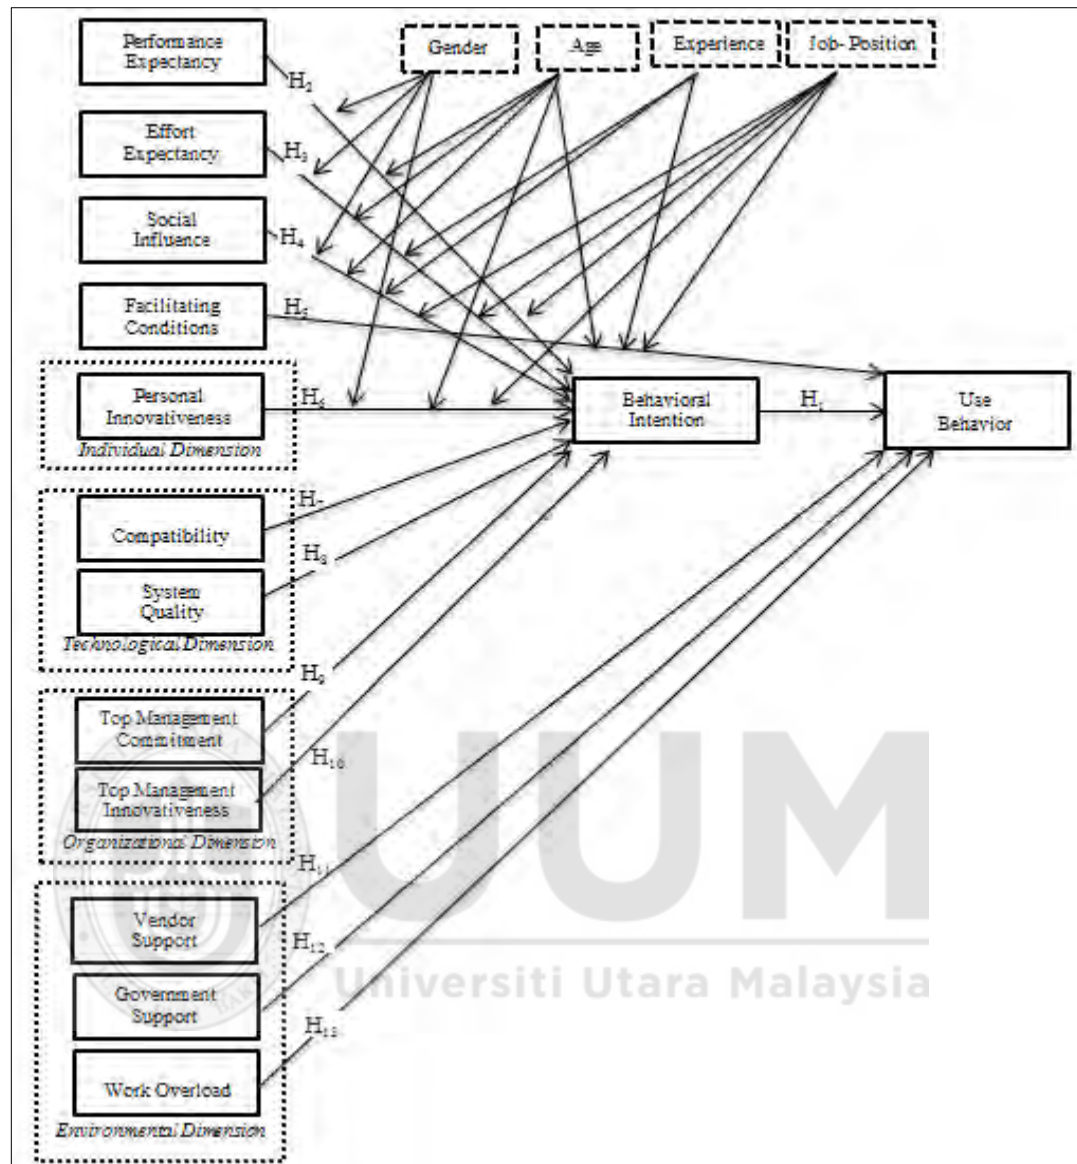 Performance
Expectancy
Gender
Age
Experience
Job- Position
H2
Effort
Expectancy
H3
Social
Influence
H4
Facilitating
Conditions
H5
Personal
Innovativeness
Individual Dimension
H6
Behavioral
Intention
H1
Use
Behavior
Compatibility
H7
System
Quality
Technological Dimension
H8
Top Management
Commitment
H9
Top Management
Innovativeness
Organizational Dimension
H10
Vendor
Support
H11
Government
Support
H12
Work Overload
Environmental Dimension
H13
UUM
Universiti Utara Malaysia